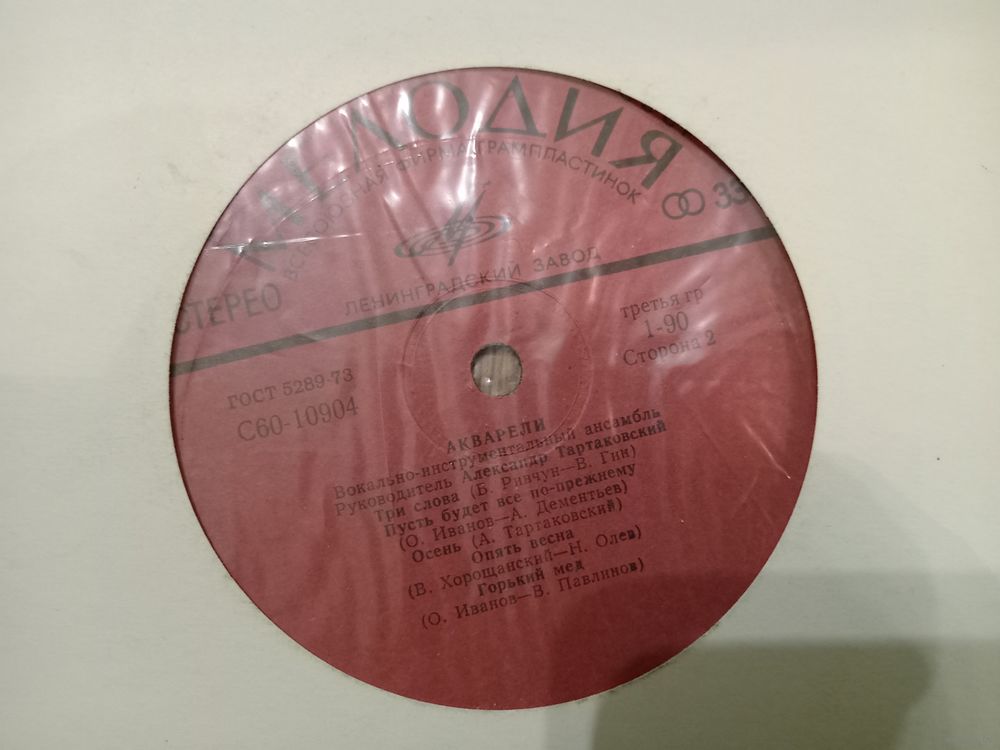 МЕЛОДИЯ
ВСЕСОЮЗНАЯ ФИРМА ГРАМПЛАСТИНОК
33
СТЕРЕО
ЛЕНИНГРАДСКИЙ ЗАВОД
третья гр
1-90
Сторона 2
ГОСТ 5289-73
С60-10904
АКВАРЕЛИ
Вокально-инструментальный ансамбль
Руководитель Александр Тартаковский
Три слова (Б. Ривчун—В. Гин)
Пусть будет все по-прежнему
(О. Иванов—А. Дементьев)
Осень (А. Тартаковский)
Опять весна
(В. Хорощанский—Н. Олев)
Горький мед
(О. Иванов—В. Павлинов)